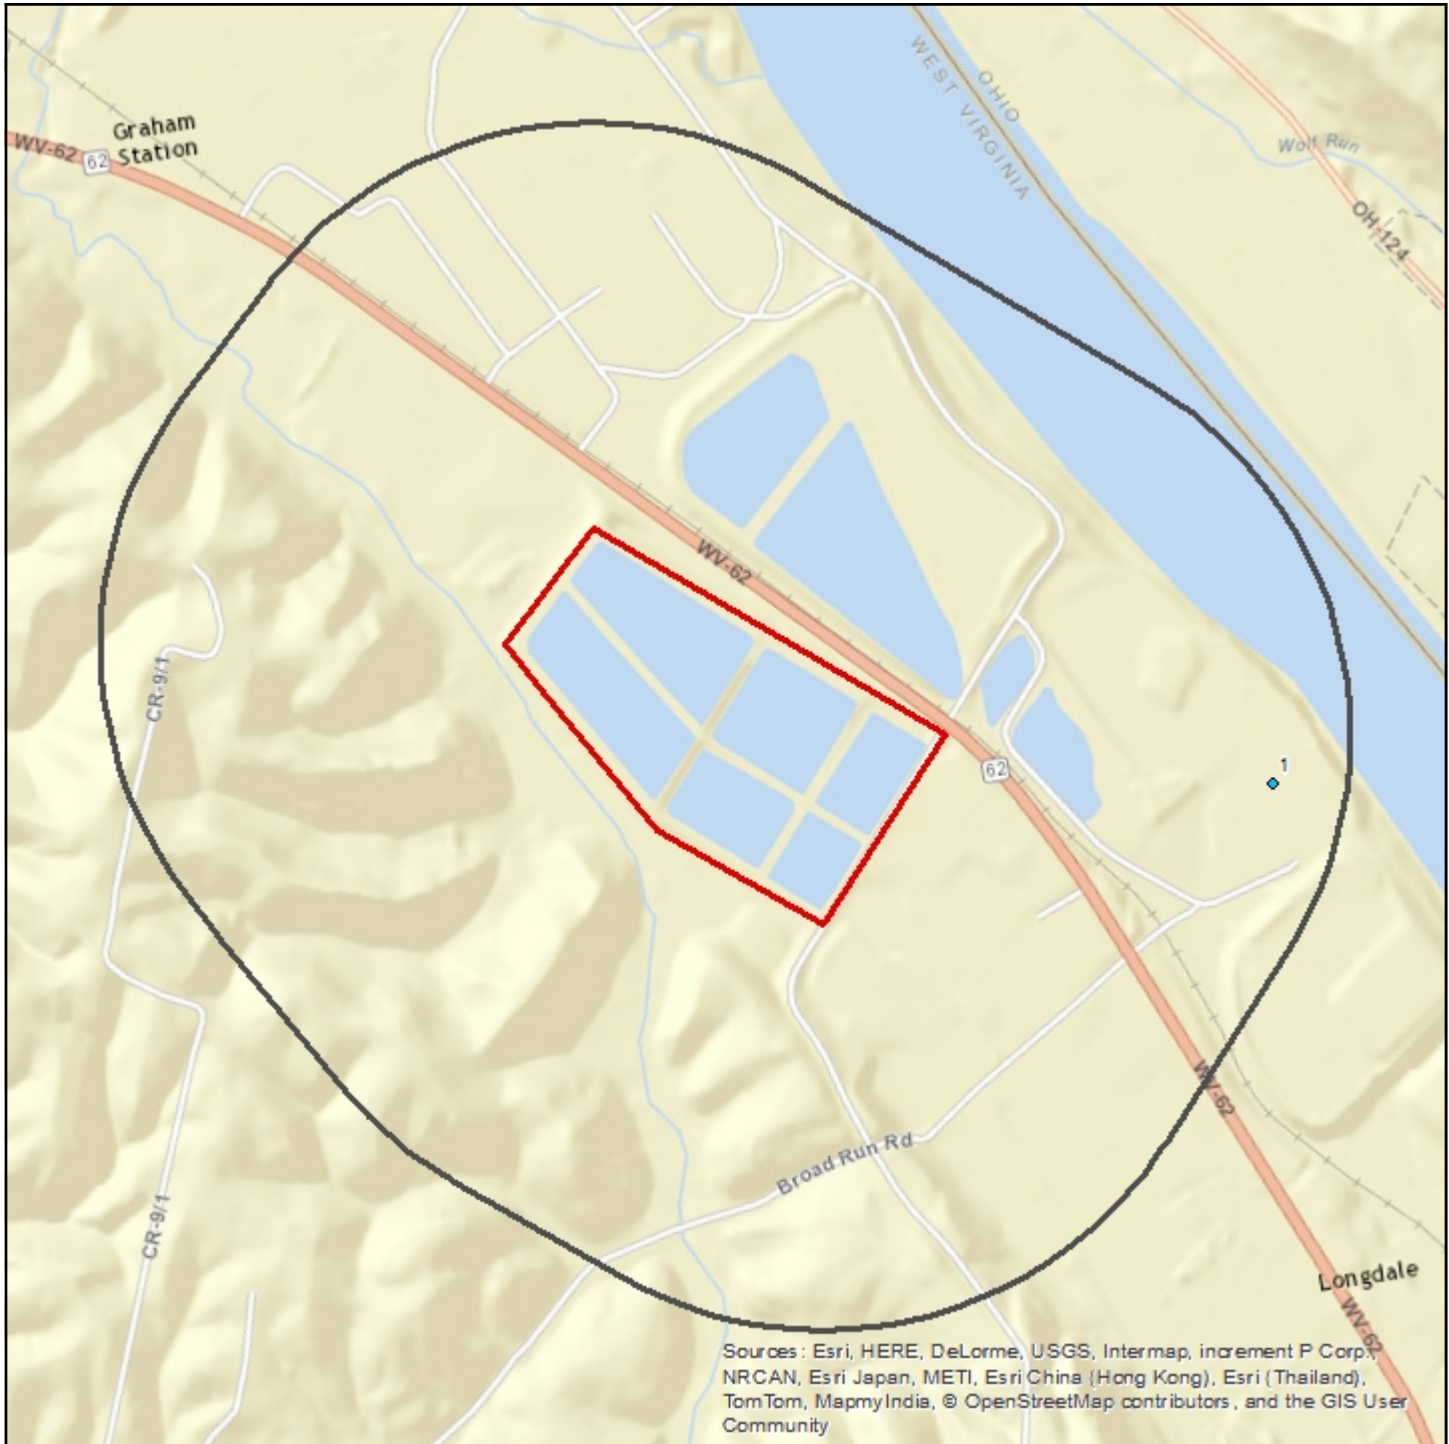 WEST VIRGINIA
OHIO
Wolf Run
OH-124
Graham
Station
WV-62
62
WV-62
62
1
CR-9/1
CR-9/1
Broad Run Rd
WV-62
Longdale
WV-62
Sources: Esri, HERE, DeLorme, USGS, Intermap, increment P Corp.,
NRCAN, Esri Japan, METI, Esri China (Hong Kong), Esri (Thailand),
TomTom, MapmyIndia, © OpenStreetMap contributors, and the GIS User
Community